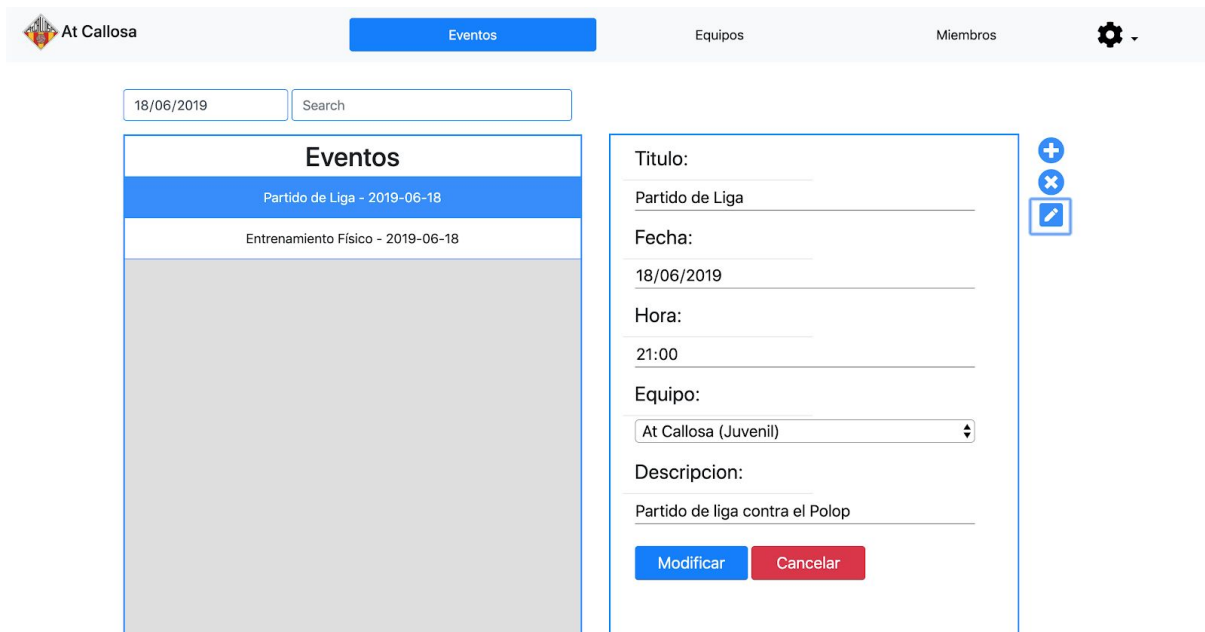 At Callosa
Eventos
Equipos
Miembros
18/06/2019
Search
Eventos
Partido de Liga - 2019-06-18
Entrenamiento Físico - 2019-06-18
Titulo:
Partido de Liga
Fecha:
18/06/2019
Hora:
21:00
Equipo:
At Callosa (Juvenil)
Descripcion:
Partido de liga contra el Polop
Modificar
Cancelar